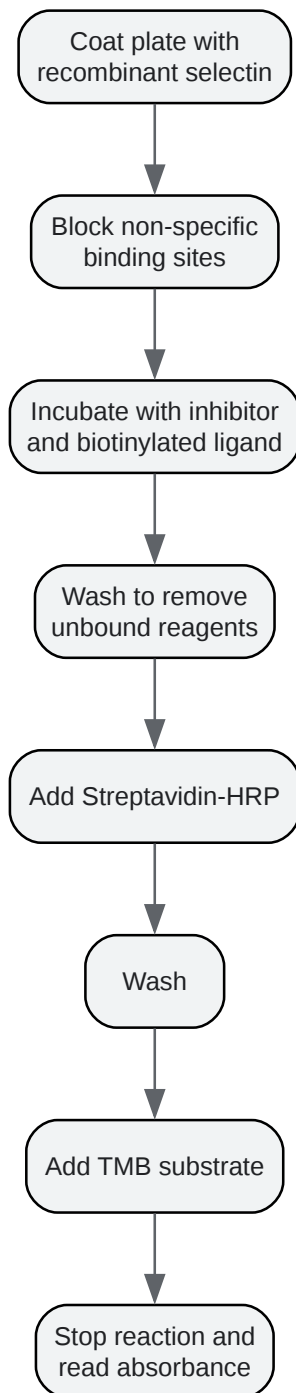 Coat plate with
recombinant selectin
Block non-specific
binding sites
Incubate with inhibitor
and biotinylated ligand
Wash to remove
unbound reagents
Add Streptavidin-HRP
Wash
Add TMB substrate
Stop reaction and
read absorbance